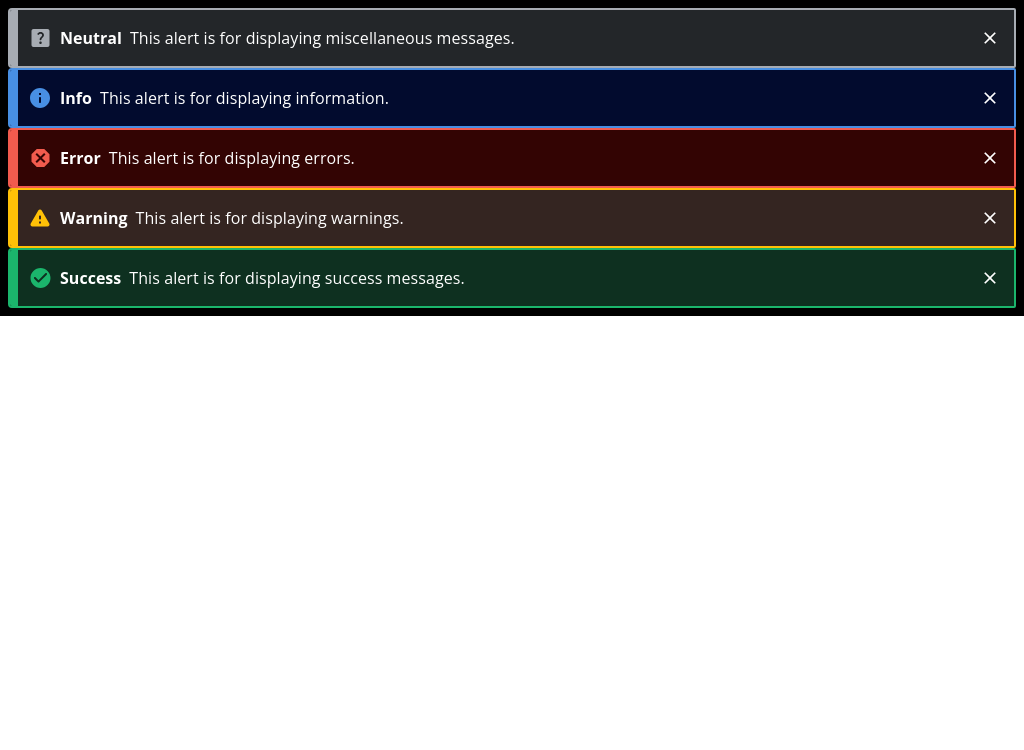 Neutral This alert is for displaying miscellaneous messages.
Info This alert is for displaying information.
Error This alert is for displaying errors.
Warning This alert is for displaying warnings.
Success This alert is for displaying success messages.